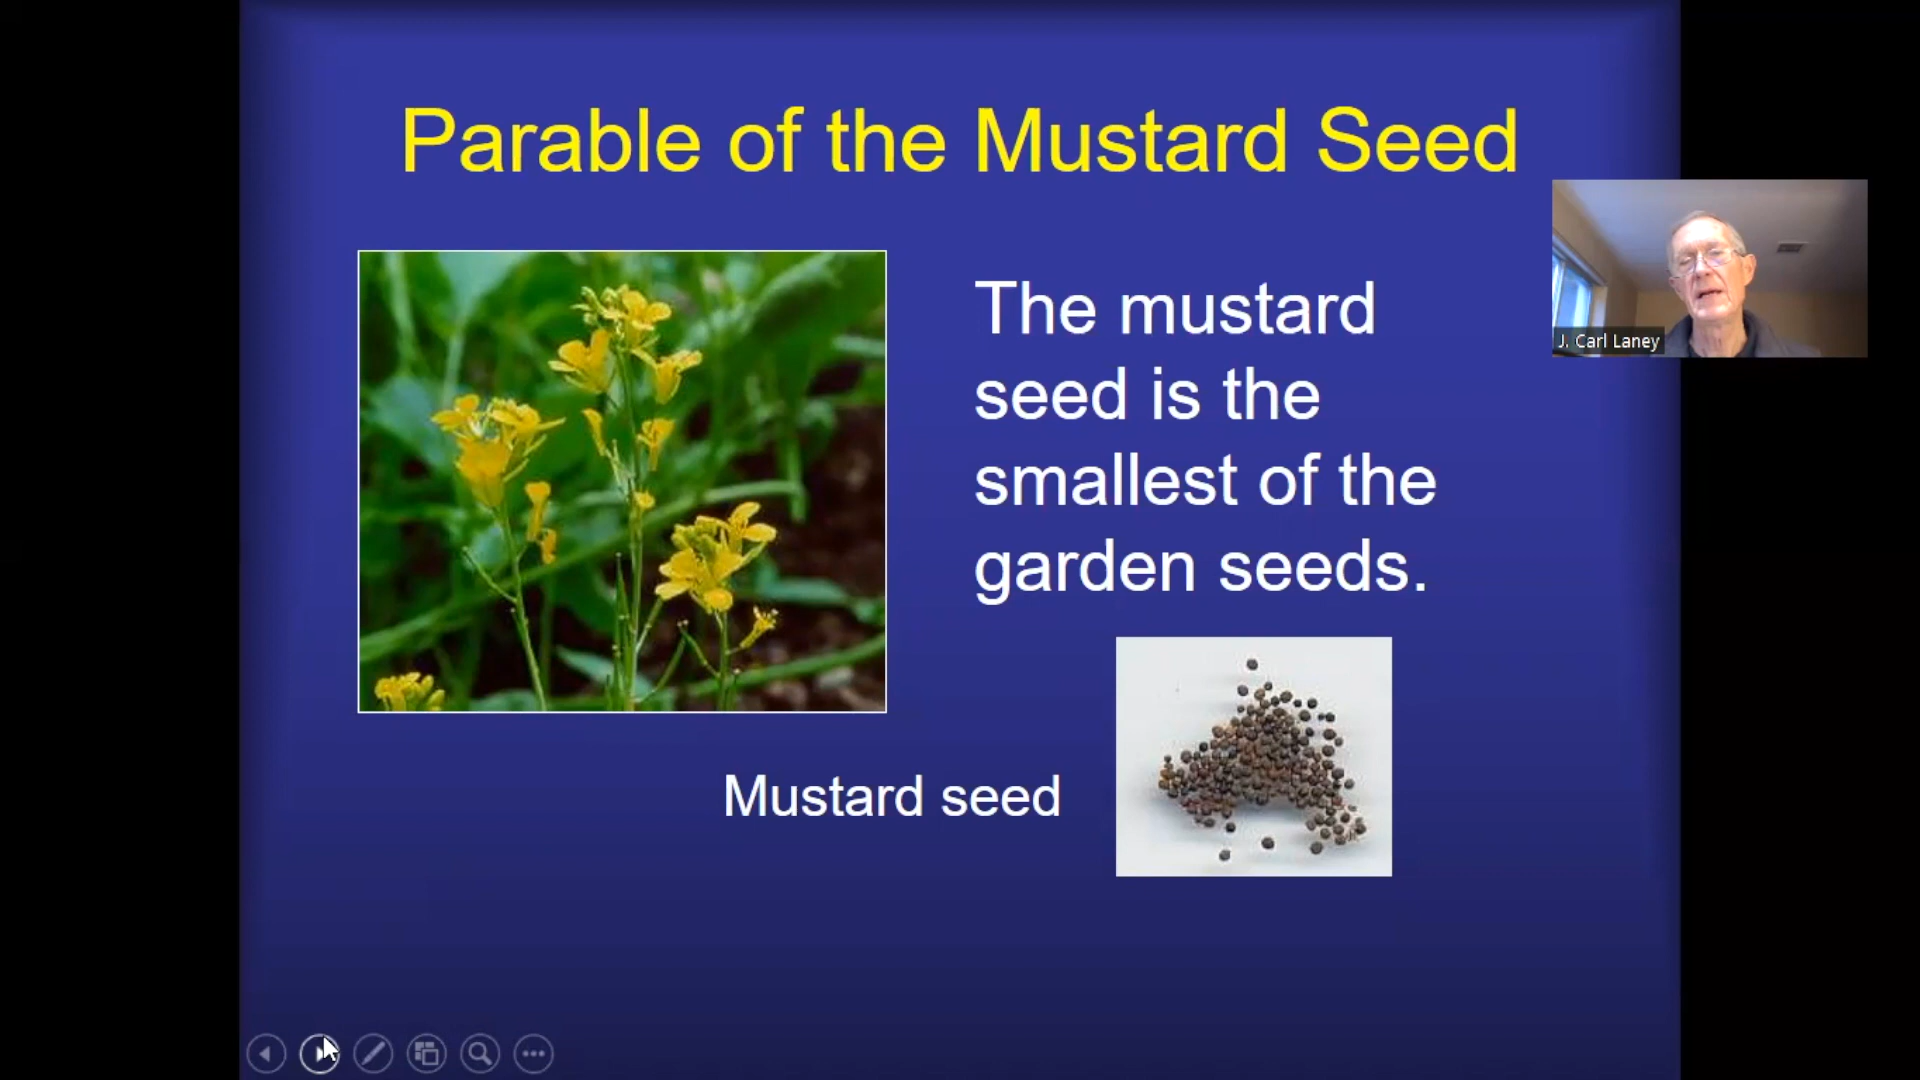 Parable of the Mustard Seed
The mustard
seed is the
smallest of the
garden seeds.
J. Carl Laney
Mustard seed